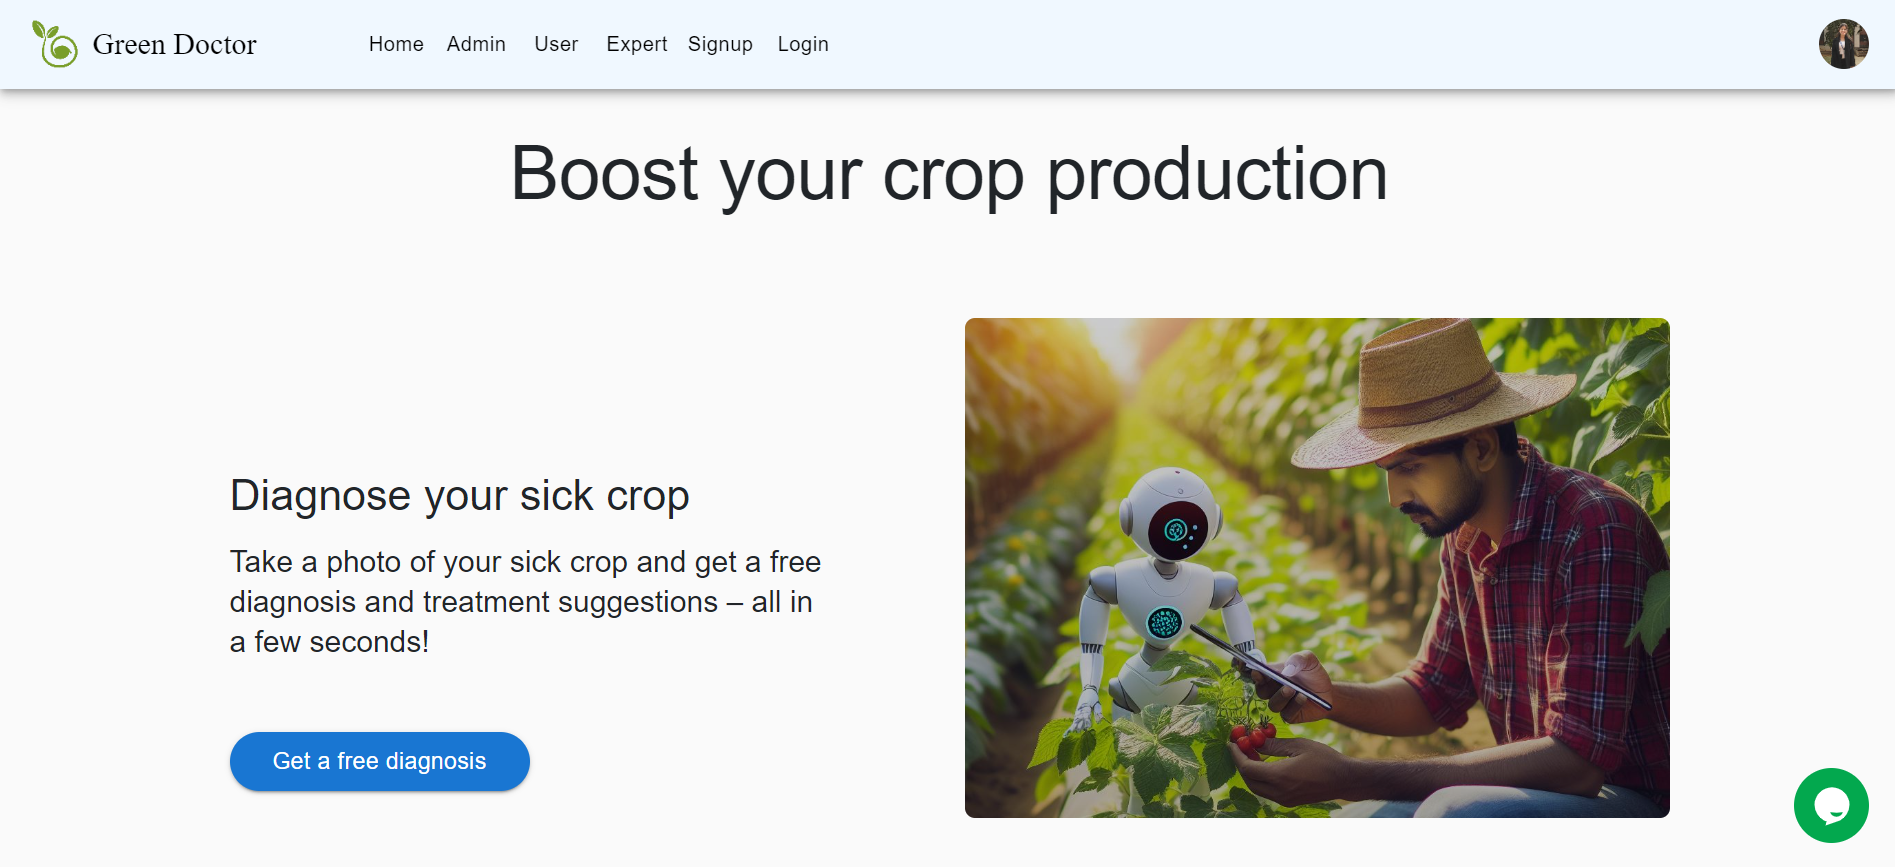 Green Doctor
Home Admin User Expert Signup Login
Boost your crop production
Diagnose your sick crop
Take a photo of your sick crop and get a free
diagnosis and treatment suggestions – all in
a few seconds!
Get a free diagnosis